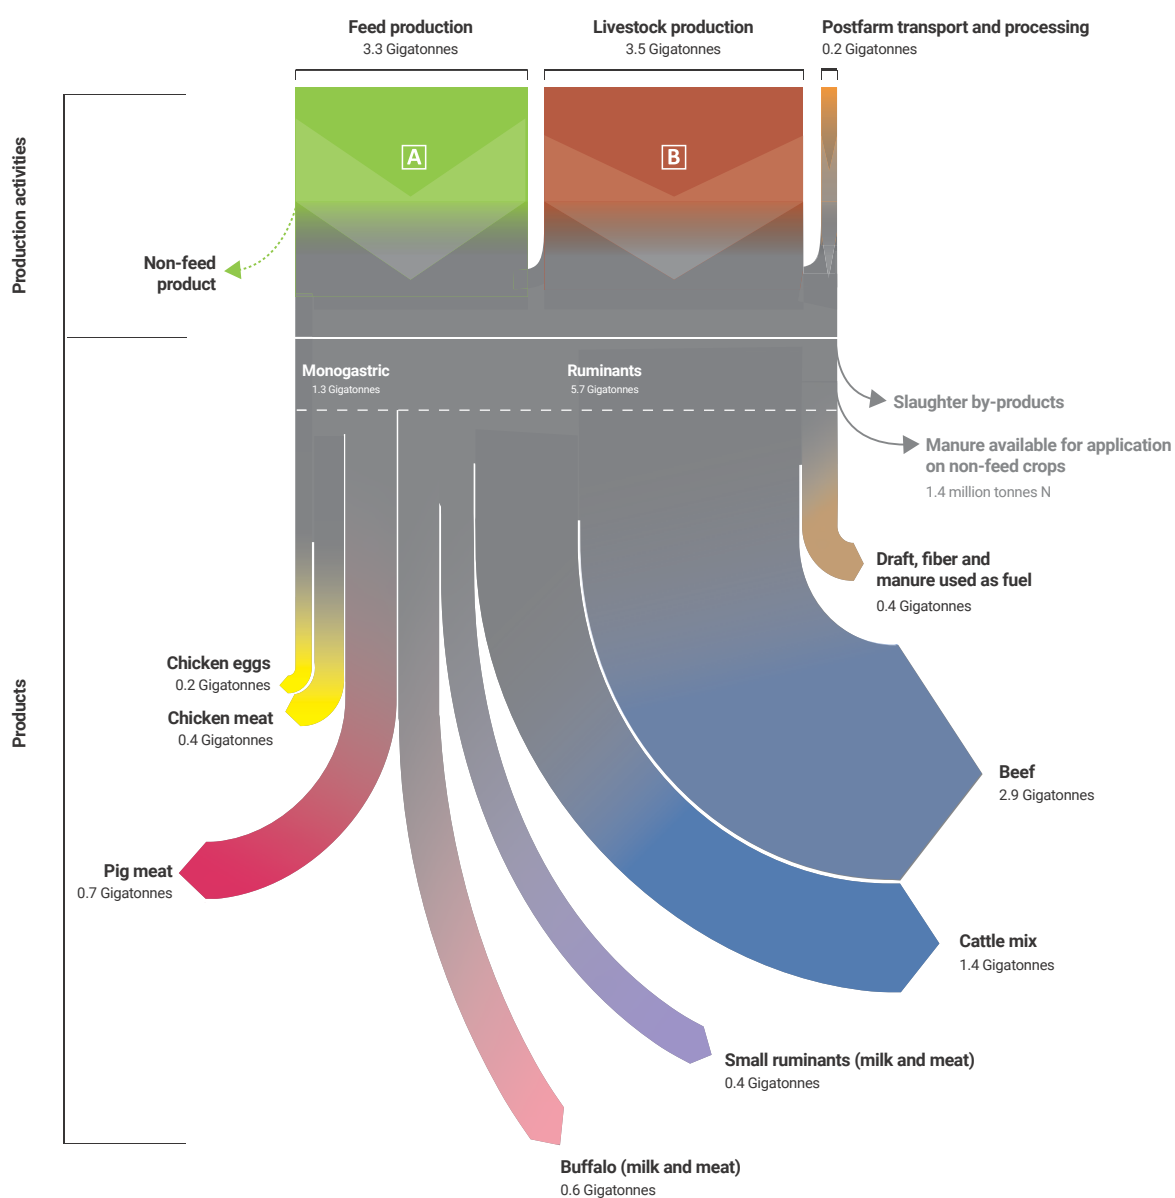 Feed production
3.3 Gigatonnes
Livestock production
3.5 Gigatonnes
Postfarm transport and processing
0.2 Gigatonnes
Production activities
A
B
Non-feed
product
Monogastric
1.3 Gigatonnes
Ruminants
5.7 Gigatonnes
Slaughter by-products
Manure available for application
on non-feed crops
1.4 million tonnes N
Draft, fiber and
manure used as fuel
0.4 Gigatonnes
Products
Chicken eggs
0.2 Gigatonnes
Chicken meat
0.4 Gigatonnes
Beef
2.9 Gigatonnes
Pig meat
0.7 Gigatonnes
Cattle mix
1.4 Gigatonnes
Small ruminants (milk and meat)
0.4 Gigatonnes
Buffalo (milk and meat)
0.6 Gigatonnes